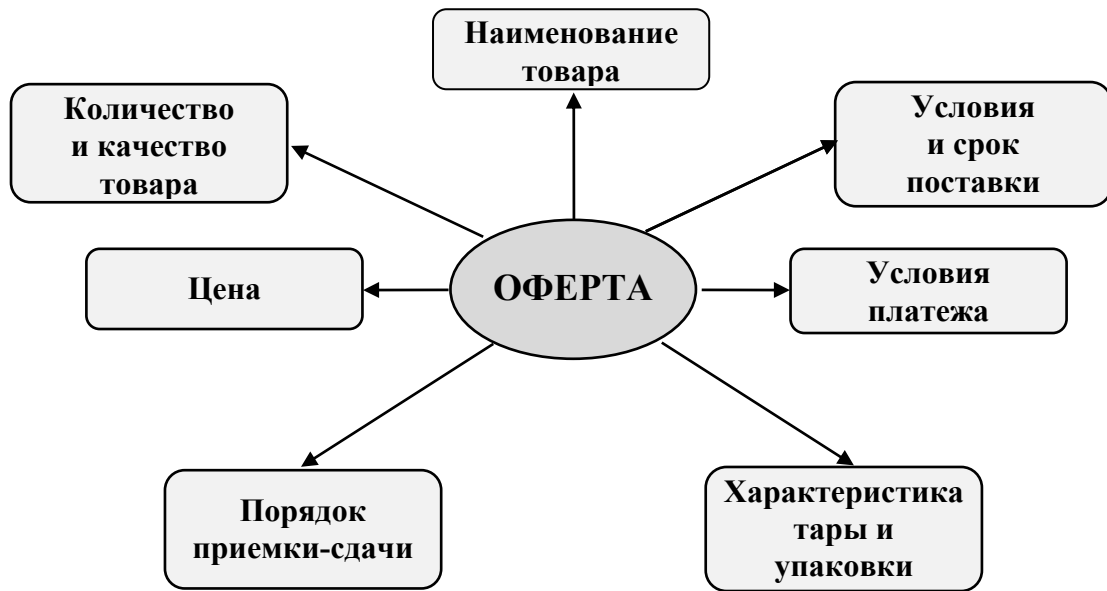 Наименование
товара
Количество
и качество
товара
Условия
и срок
поставки
Цена
ОФЕРТА
Условия
платежа
Порядок
приемки-сдачи
Характеристика
тары и
упаковки